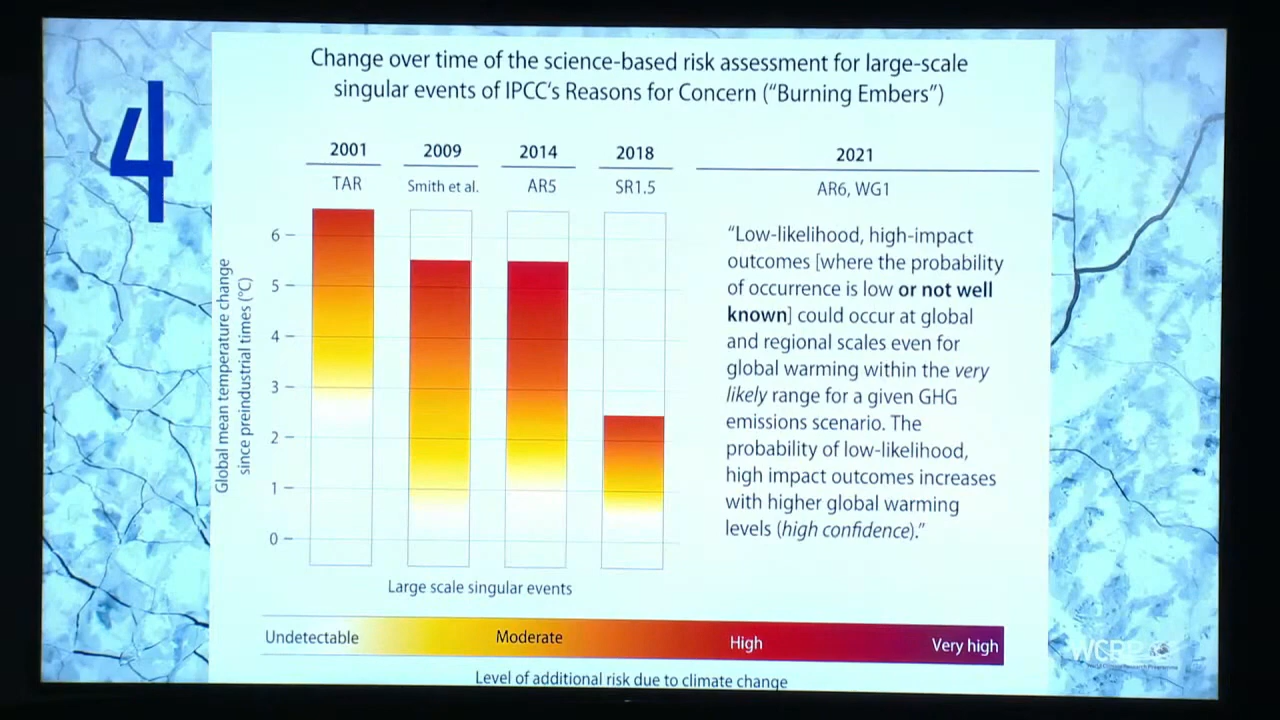 4
Change over time of the science-based risk assessment for large-scale
singular events of IPCC's Reasons for Concern ("Burning Embers")
2001
2009
2014
2018
2021
TAR
Smith et al.
AR5
SR1.5
AR6, WG1
Global mean temperature change
since preindustrial times (°C)
6
5
4
3
2
1
0
"Low-likelihood, high-impact
outcomes [where the probability
of occurrence is low or not well
known] could occur at global
and regional scales even for
global warming within the very
likely range for a given GHG
emissions scenario. The
probability of low-likelihood,
high impact outcomes increases
with higher global warming
levels (high confidence)."
Large scale singular events
Undetectable
Moderate
High
Very high
Level of additional risk due to climate change
WCRP
World Climate Research Programme